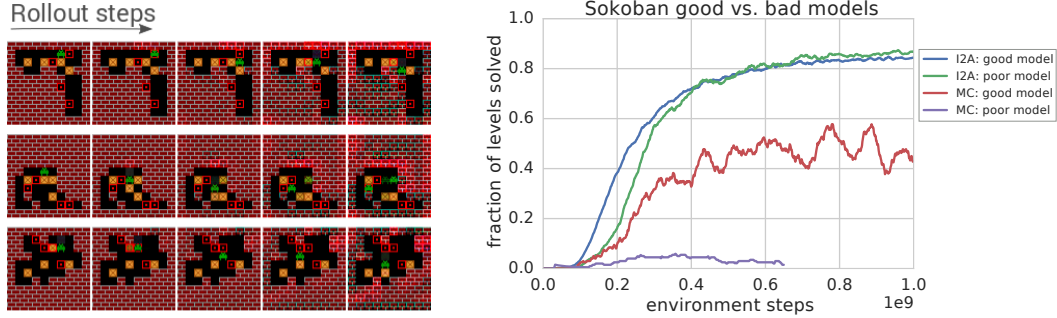 Rollout steps
Sokoban good vs. bad models
fraction of levels solved
1.0
0.8
0.6
0.4
0.2
0.0
0.0 0.2 0.4 0.6 0.8 1.0
1e9
environment steps
I2A: good model
I2A: poor model
MC: good model
MC: poor model